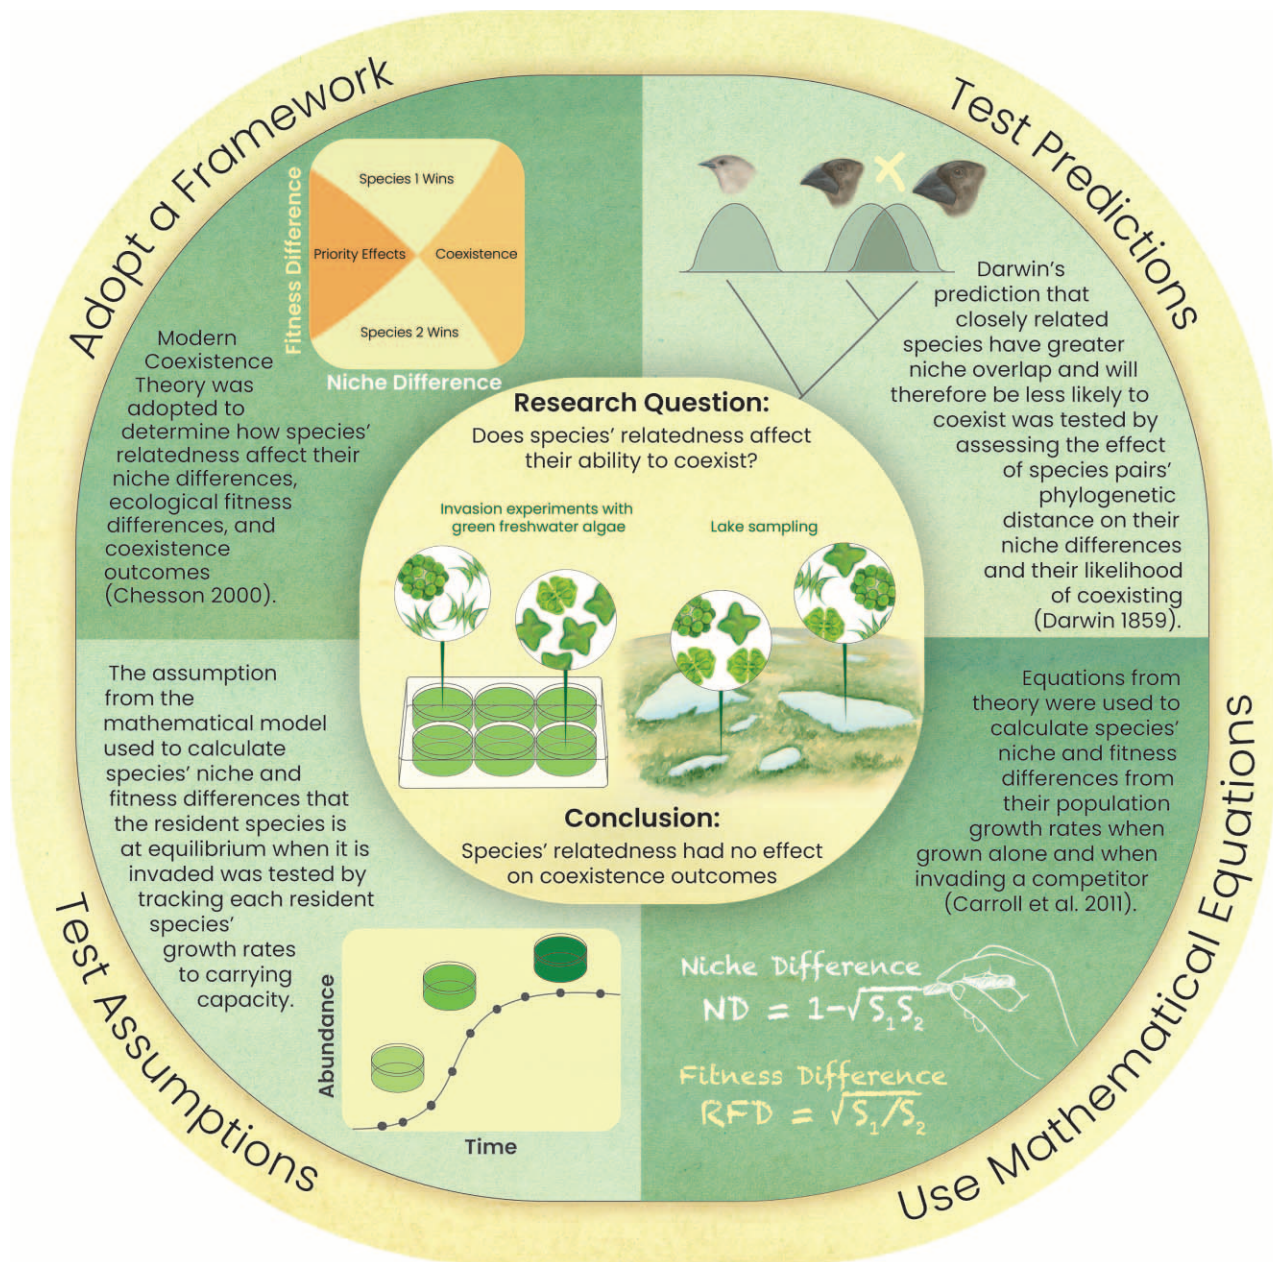 Adopt a Framework
Fitness Difference
Species 1 Wins
Priority Effects
Coexistence
Species 2 Wins
Niche Difference
Modern
Coexistence
Theory was
adopted to
determine how species’
relatedness affect their
niche differences,
ecological fitness
differences, and
coexistence
outcomes
(Chesson 2000).
Test Predictions
Darwin’s
prediction that
closely related
species have greater
niche overlap and will
therefore be less likely to
coexist was tested by
assessing the effect
of species pairs’
phylogenetic
distance on their
niche differences
and their likelihood
of coexisting
(Darwin 1859).
Research Question:
Does species’ relatedness affect
their ability to coexist?
Invasion experiments with
green freshwater algae
Lake sampling
Conclusion:
Species’ relatedness had no effect
on coexistence outcomes
The assumption
from the
mathematical model
used to calculate
species’ niche and
fitness differences that
the resident species is
at equilibrium when it is
invaded was tested by
tracking each resident
species’
growth rates
to carrying
capacity.
Test Assumptions
Abundance
Time
Equations from
theory were used to
calculate species’
niche and fitness
differences from
their population
growth rates when
grown alone and when
invading a competitor
(Carroll et al. 2011).
Niche Difference
ND = 1-√S₁S₂
Fitness Difference
RFD = √S₁/S₂
Use Mathematical Equations